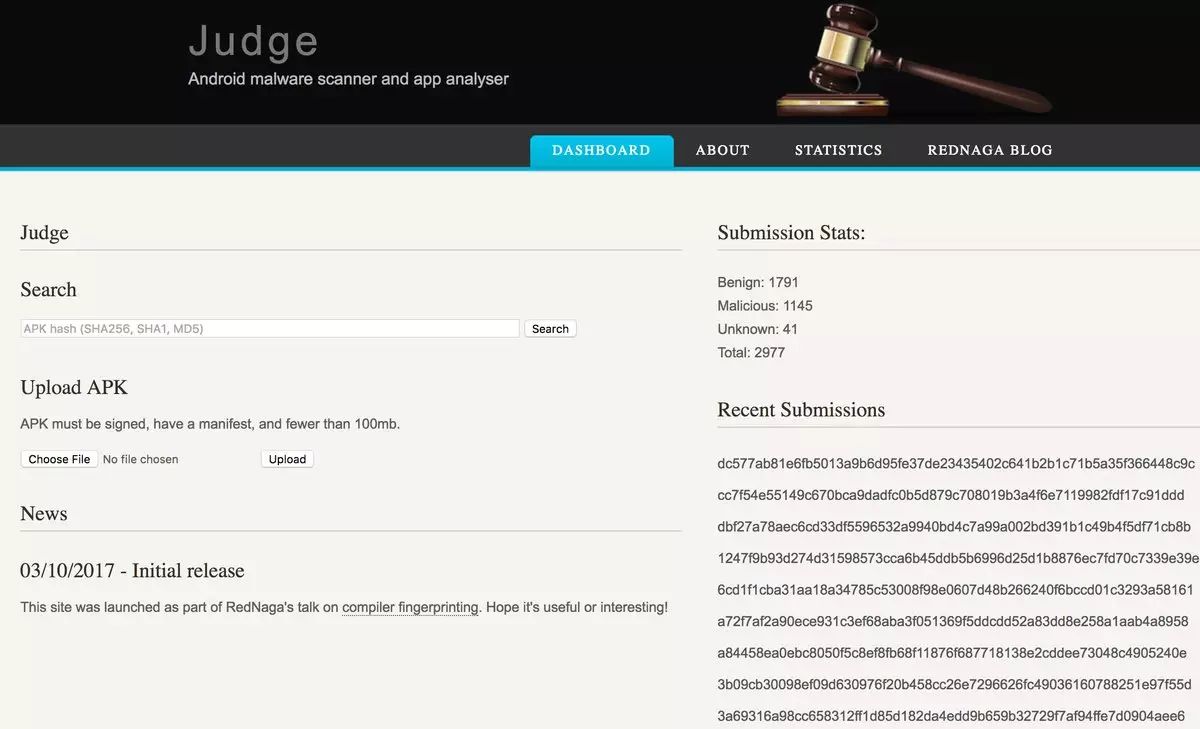 Judge
Android malware scanner and app analyser
DASHBOARD ABOUT STATISTICS REDNAGA BLOG
Judge
Search
APK hash (SHA256, SHA1, MD5) Search
Upload APK
APK must be signed, have a manifest, and fewer than 100mb.
Choose File No file chosen Upload
News
03/10/2017 - Initial release
This site was launched as part of RedNaga's talk on compiler fingerprinting. Hope it's useful or interesting!
Submission Stats:
Benign: 1791
Malicious: 1145
Unknown: 41
Total: 2977
Recent Submissions
dc577ab81e6fb5013a9b6d95fe37de23435402c641b2b1c71b5a35f366448c9c
cc7f54e55149c670bca9dadfc0b5d879c708019b3a4f6e7119982fdf17c91ddd
dbf27a78aec6cd33df5596532a9940bd4c7a99a002bd391b1c49b4f5df71cb8b
1247f9b93d274d31598573cca6b45ddb5b6996d25d1b8876ec7fd70c7339e39e
6cd1f1cba31aa18a34785c53008f98e0607d48b266240f6bccd01c3293a58161
a72f7af2a90ece931c3ef68aba3f051369f5ddcdd52a83dd8e258a1aab4a8958
a84458ea0ebc8050f5c8ef8fb68f11876f687718138e2cddee73048c4905240e
3b09cb30098ef09d630976f20b458cc26e7296626fc49036160788251e97f55d
3a69316a98cc658312ff1d85d182da4edd9b659b32729f7af94ffe7d0904aee6